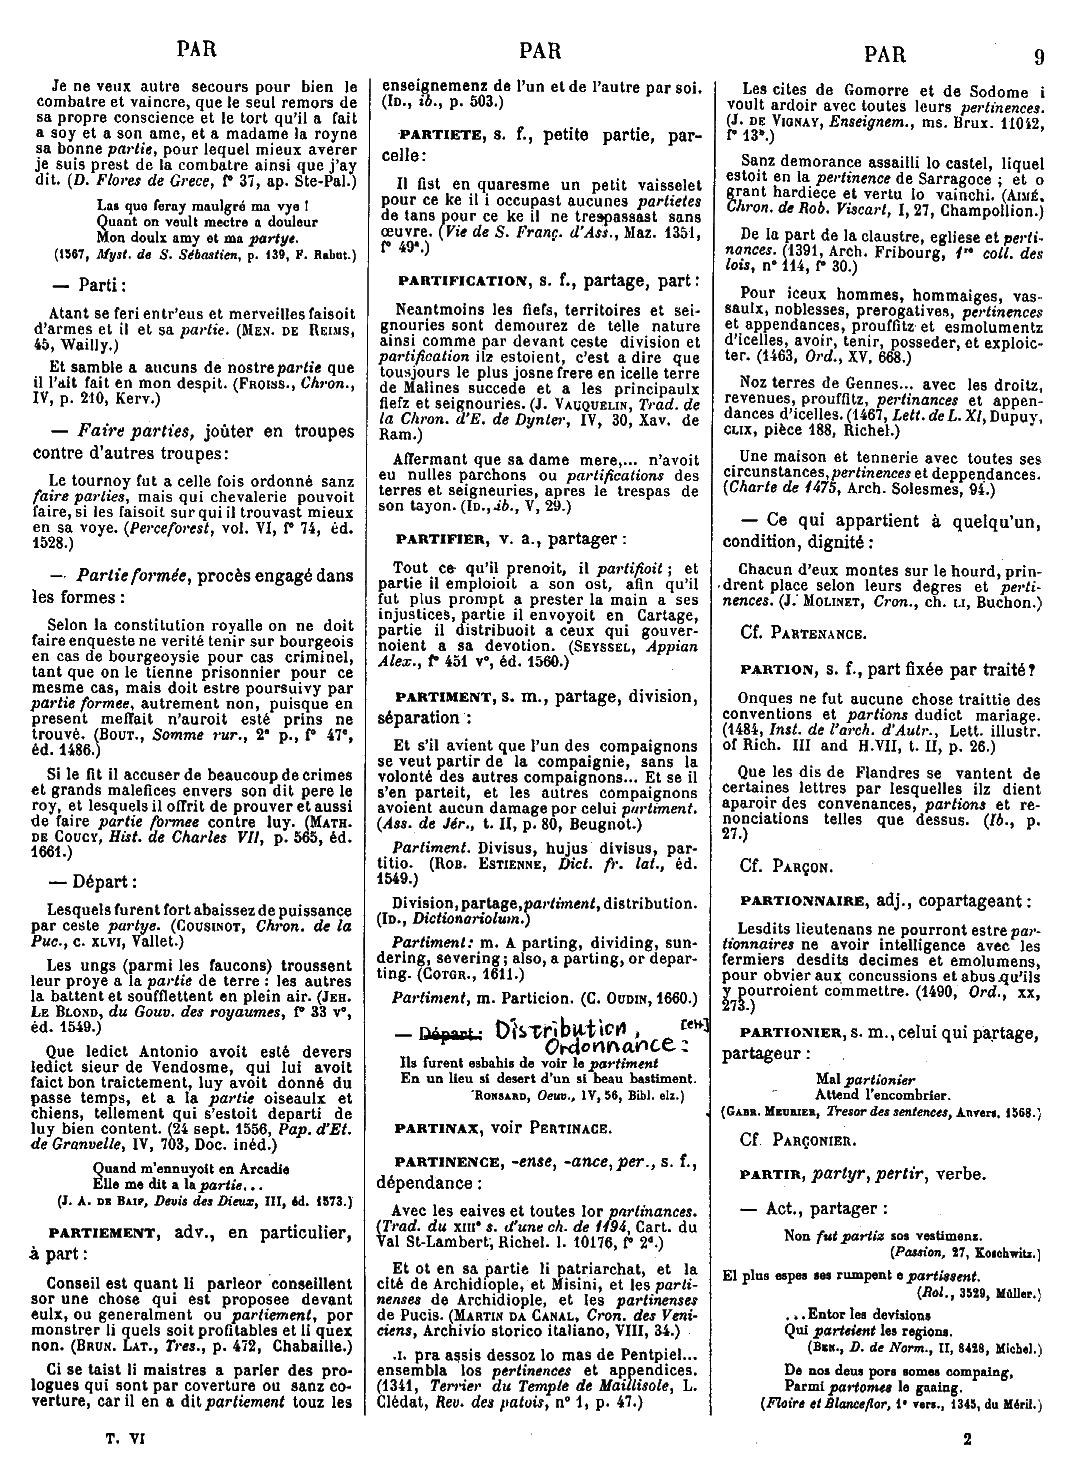 PAR
PAR
PAR
9
Je ne veux autre secours pour bien le
combatre et vaincre, que le seul remors de
sa propre conscience et le tort qu'il a fait
a soy et a son ame, et a madame la royne
sa bonne partie, pour lequel mieux averer
je suis prest de la combatre ainsi que j'ay
dit. (D. Flores de Grece, f° 37, ap. Ste-Pal.)
Las que feray maulgré ma vye !
Quant on veult mectre a douleur
Mon doulx amy et ma partye.
(1567, Myst. de S. Sébastien, p. 139, F. Rabut.)
— Parti :
Atant se feri entr'eus et merveilles faisoit
d'armes et il et sa partie. (MEN. DE REIMS,
45, Wailly.)
Et samble a aucuns de nostre partie que
il l'ait fait en mon despit. (FROISS., Chron.,
IV, p. 210, Kerv.)
— Faire parties, joûter en troupes
contre d'autres troupes :
Le tournoy fut a celle fois ordonné sanz
faire parties, mais qui chevalerie pouvoit
faire, si les faisoit sur qui il trouvast mieux
en sa voye. (Perceforest, vol. VI, f° 74, éd.
1528.)
— Partie formée, procès engagé dans
les formes :
Selon la constitution royalle on ne doit
faire enqueste ne verité tenir sur bourgeois
en cas de bourgeoysie pour cas criminel,
tant que on le tienne prisonnier pour ce
mesme cas, mais doit estre poursuivy par
partie formee, autrement non, puisque en
present meffait n'auroit esté prins ne
trouvé. (BOUT., Somme rur., 2e p., f° 47e,
éd. 1486.)
Si le fit il accuser de beaucoup de crimes
et grands malefices envers son dit pere le
roy, et lesquels il offrit de prouver et aussi
de faire partie formee contre luy. (MATH.
DE COUCY, Hist. de Charles VII, p. 565, éd.
1661.)
— Départ :
Lesquels furent fort abaissez de puissance
par ceste partye. (COUSINOT, Chron. de la
Puc., c. XLVI, Vallet.)
Les ungs (parmi les faucons) troussent
leur proye a la partie de terre : les autres
la battent et soufflettent en plein air. (JEH.
LE BLOND, du Gouv. des royaumes, f° 33 v°,
éd. 1549.)
Que ledict Antonio avoit esté devers
ledict sieur de Vendosme, qui luy avoit
faict bon traictement, luy avoit donné du
passe temps, et a la partie oiseaulx et
chiens, tellement qui s'estoit departi de
luy bien content. (24 sept. 1556, Pap. d'Et.
de Granvelle, IV, 703, Doc. inéd.)
Quand m'ennuyoit en Arcadie
Elle me dit a la partie...
(J. A. DE BAIF, Devis des Dieux, III, éd. 1573.)
PARTIEMENT, adv., en particulier,
à part :
Conseil est quant li parleor conseillent
sor une chose qui est proposee devant
eulx, ou generalment ou partiement, por
monstrer li quels soit profitables et li quex
non. (BRUN. LAT., Tres., p. 472, Chabaille.)
Ci se taist li maistres a parler des pro-
logues qui sont par coverture ou sanz co-
verture, car il en a dit partiement touz les
T. VI
enseignemenz de l'un et de l'autre par soi.
(ID., ib., p. 503.)
PARTIETE, s. f., petite partie, par-
celle :
Il fist en quaresme un petit vaisselet
pour ce ke il i occupast aucunes partietes
de tans pour ce ke il ne trespassast sans
œuvre. (Vie de S. Franç. d'Ass., Maz. 1351,
f° 49a.)
PARTIFICATION, s. f., partage, part :
Neantmoins les fiefs, territoires et sei-
gnouries sont demourez de telle nature
ainsi comme par devant ceste division et
partification ilz estoient, c'est a dire que
tousjours le plus josne frere en icelle terre
de Malines succede et a les principaulx
fiefz et seignouries. (J. VAUQUELIN, Trad. de
la Chron. d'E. de Dynter, IV, 30, Xav. de
Ram.)
Affermant que sa dame mere,... n'avoit
eu nulles parchons ou partifications des
terres et seigneuries, apres le trespas de
son tayon. (ID., ib., V, 29.)
PARTIFIER, v. a., partager :
Tout ce qu'il prenoit, il partifioit ; et
partie il emploioit a son ost, afin qu'il
fut plus prompt a prester la main a ses
injustices, partie il envoyoit en Cartage,
partie il distribuoit a ceux qui gouver-
noient a sa devotion. (SEYSSEL, Appian
Alex., f° 451 v°, éd. 1560.)
PARTIMENT, s. m., partage, division,
séparation :
Et s'il avient que l'un des compaignons
se veut partir de la compaignie, sans la
volonté des autres compaignons... Et se il
s'en parteit, et les autres compaignons
avoient aucun damage por celui partiment.
(Ass. de Jér., t. II, p. 80, Beugnot.)
Partiment. Divisus, hujus divisus, par-
titio. (ROB. ESTIENNE, Dict. fr. lat., éd.
1549.)
Division, partage, partiment, distribution.
(ID., Dictionariolum.)
Partiment : m. A parting, dividing, sun-
dering, severing ; also, a parting, or depar-
ting. (COTGR., 1611.)
Partiment, m. Particion. (C. OUDIN, 1660.)
— Départ : Distribution,
Ordonnance :
Ils furent esbahis de voir le partiment
En un lieu si desert d'un si beau bastiment.
RONSARD, Oeuv., IV, 56, Bibl. elz.)
PARTINAX, voir PERTINACE.
PARTINENCE, -ense, -ance, per., s. f.,
dépendance :
Avec les eaives et toutes lor partinances.
(Trad. du XIIIe s. d'une ch. de 1194, Cart. du
Val St-Lambert, Richel. l. 10176, f° 2a.)
Et ot en sa partie li patriarchat, et la
cité de Archidiople, et Misini, et les parti-
nenses de Archidiople, et les partinenses
de Pucis. (MARTIN DA CANAL, Cron. des Veni-
ciens, Archivio storico italiano, VIII, 34.)
.I. pra assis dessoz lo mas de Pentpiel...
ensembla los pertinences et appendices.
(1341, Terrier du Temple de Maillisole, L.
Clédat, Rev. des patois, n° 1, p. 47.)
Les cites de Gomorre et de Sodome i
voult ardoir avec toutes leurs pertinences.
(J. DE VIGNAY, Enseignem., ms. Brux. 11042,
f° 13a.)
Sanz demorance assailli lo castel, liquel
estoit en la pertinence de Sarragoce ; et o
grant hardiece et vertu lo vainchi. (AIMÉ,
Chron. de Rob. Viscart, I, 27, Champollion.)
De la part de la claustre, egliese et perti-
nances. (1391, Arch. Fribourg, 1re coll. des
lois, n° 114, f° 30.)
Pour iceux hommes, hommaiges, vas-
saulx, noblesses, prerogatives, pertinences
et appendances, prouffitz et esmolumentz
d'icelles, avoir, tenir, posseder, et exploic-
ter. (1463, Ord., XV, 668.)
Noz terres de Gennes... avec les droitz,
revenues, prouffitz, pertinances et appen-
dances d'icelles. (1467, Lett. de L. XI, Dupuy,
CLIX, pièce 188, Richel.)
Une maison et tennerie avec toutes ses
circunstances, pertinences et deppendances.
(Charte de 1475, Arch. Solesmes, 94.)
— Ce qui appartient à quelqu'un,
condition, dignité :
Chacun d'eux montes sur le hourd, prin-
drent place selon leurs degres et perti-
nences. (J. MOLINET, Cron., ch. LI, Buchon.)
Cf. PARTENANCE.
PARTION, s. f., part fixée par traité ?
Onques ne fut aucune chose traittie des
conventions et partions dudict mariage.
(1484, Inst. de l'arch. d'Autr., Lett. illustr.
of Rich. III and H.VII, t. II, p. 26.)
Que les dis de Flandres se vantent de
certaines lettres par lesquelles ilz dient
aparoir des convenances, partions et re-
nonciations telles que dessus. (Ib., p.
27.)
Cf. PARÇON.
PARTIONNAIRE, adj., copartageant :
Lesdits lieutenans ne pourront estre par-
tionnaires ne avoir intelligence avec les
fermiers desdits decimes et emolumens,
pour obvier aux concussions et abus qu'ils
y pourroient commettre. (1490, Ord., XX,
273.)
PARTIONIER, s. m., celui qui partage,
partageur :
Mal partionier
Attend l'encombrier.
(GABR. MEURIER, Tresor des sentences, Anvers, 1568.)
Cf. PARÇONIER.
PARTIR, partyr, pertir, verbe.
— Act., partager :
Non fut partiz sos vestimenz.
(Passion, 27, Koschwitz.)
El plus espes ses rumpent e partissent.
(Rol., 3529, Müller.)
...Entor les devisions
Qui parteient les regions.
(BEN., D. de Norm., II, 8428, Michel.)
De nos deus pors somes compaing,
Parmi partomes le gaaing.
(Floire et Blanceflor, 1e vers., 1345, du Méril.)
2